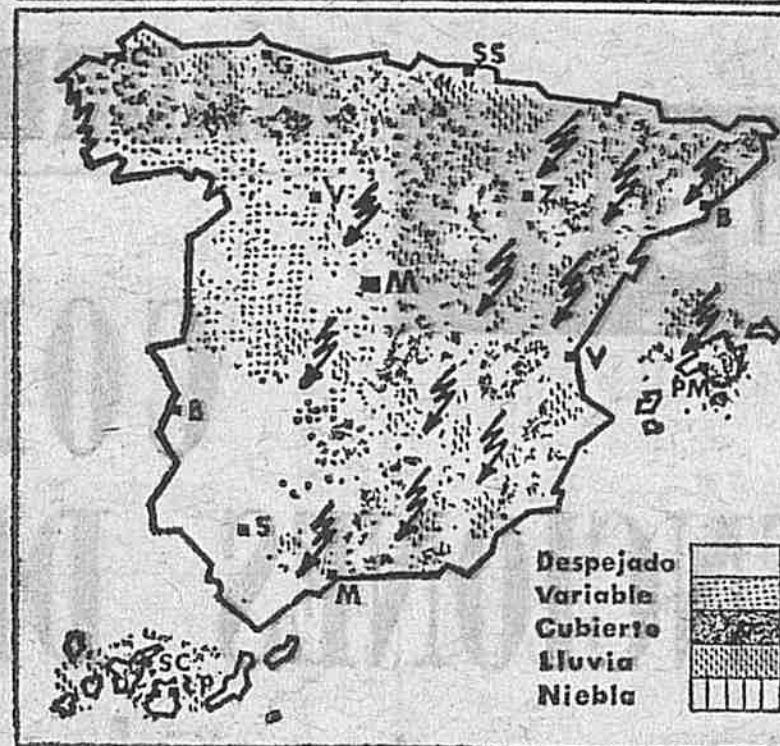 C
G
SS
V
Z
B
M
V
PM
B
S
M
SC
P
Despejado
Variable
Cubierto
Lluvia
Niebla